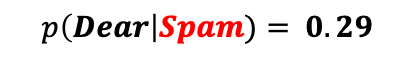 p(Dear|Spam) = 0.29